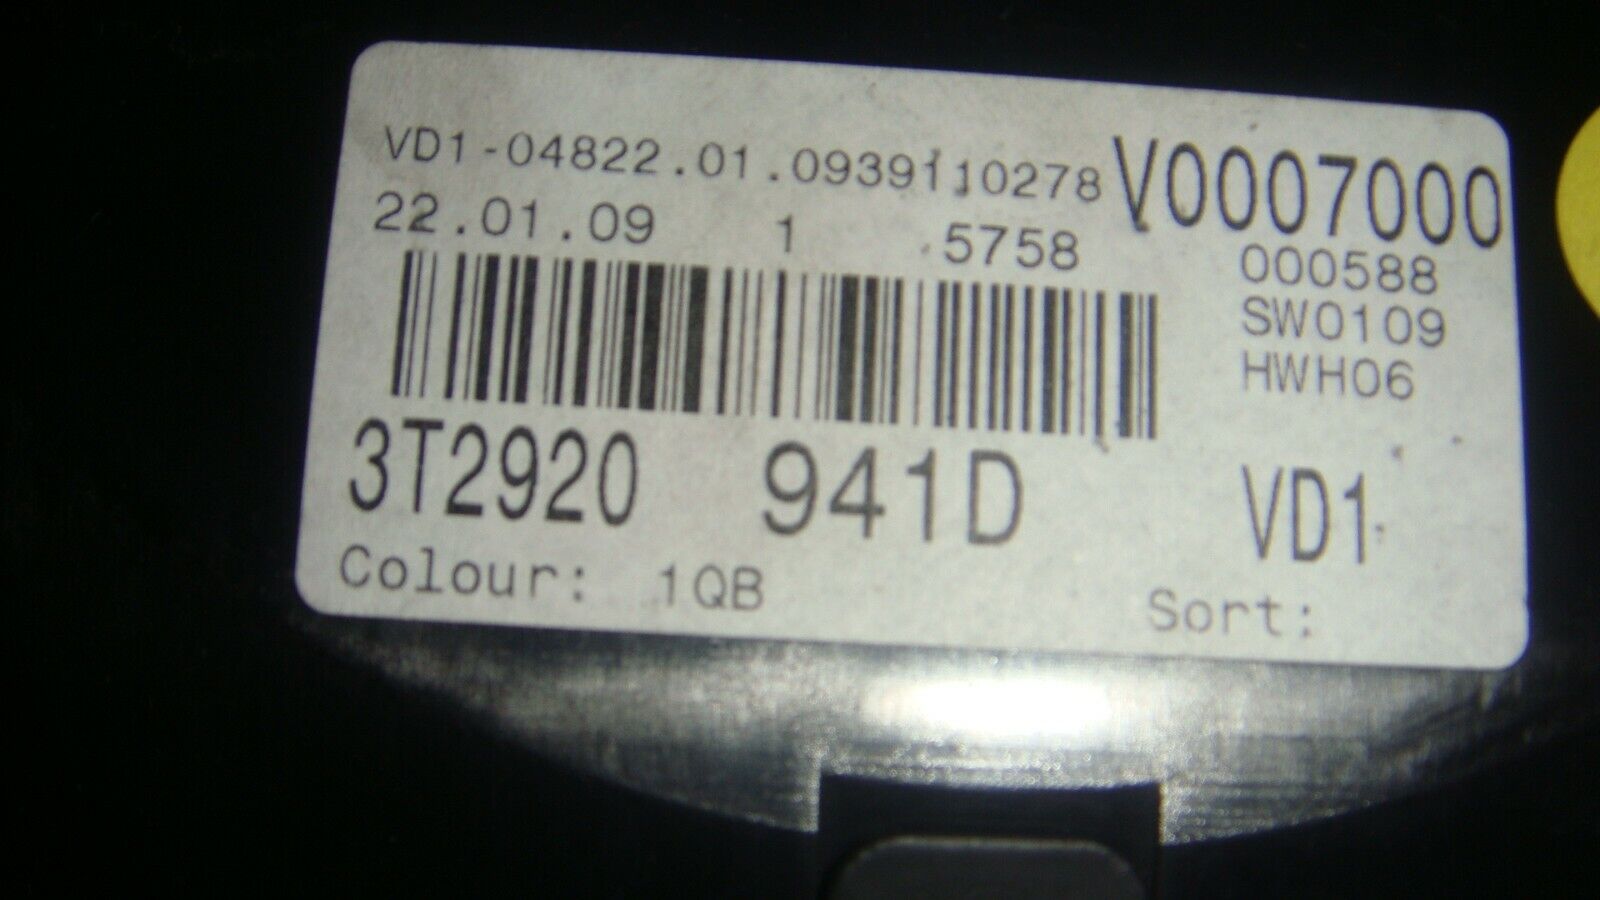 VD1-04822.01.0939110278 V0007000
22.01.09 1 5758 000588
SW0109
HWH06
3T2920 941D VD1
Colour: 1QB Sort: